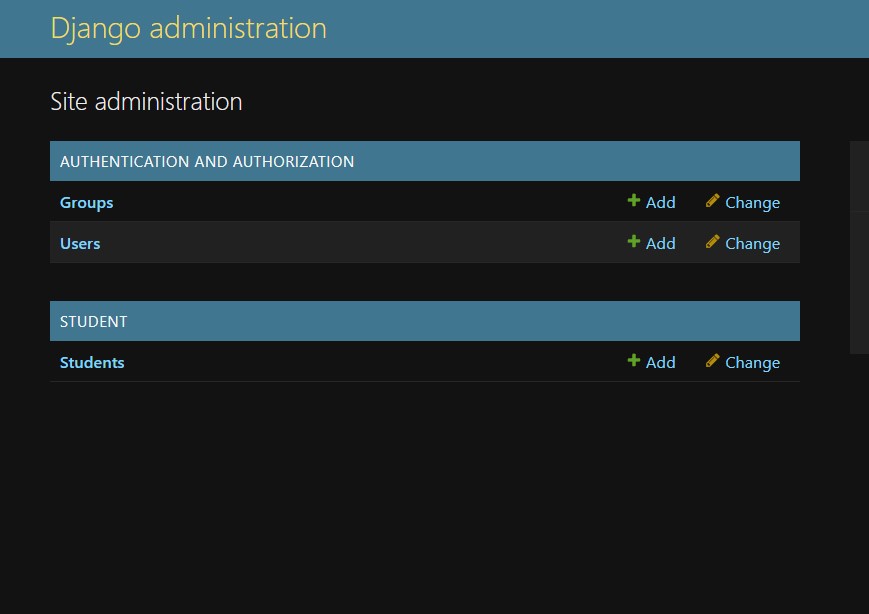 Django administration
Site administration
AUTHENTICATION AND AUTHORIZATION
Groups Add Change
Users Add Change
STUDENT
Students Add Change